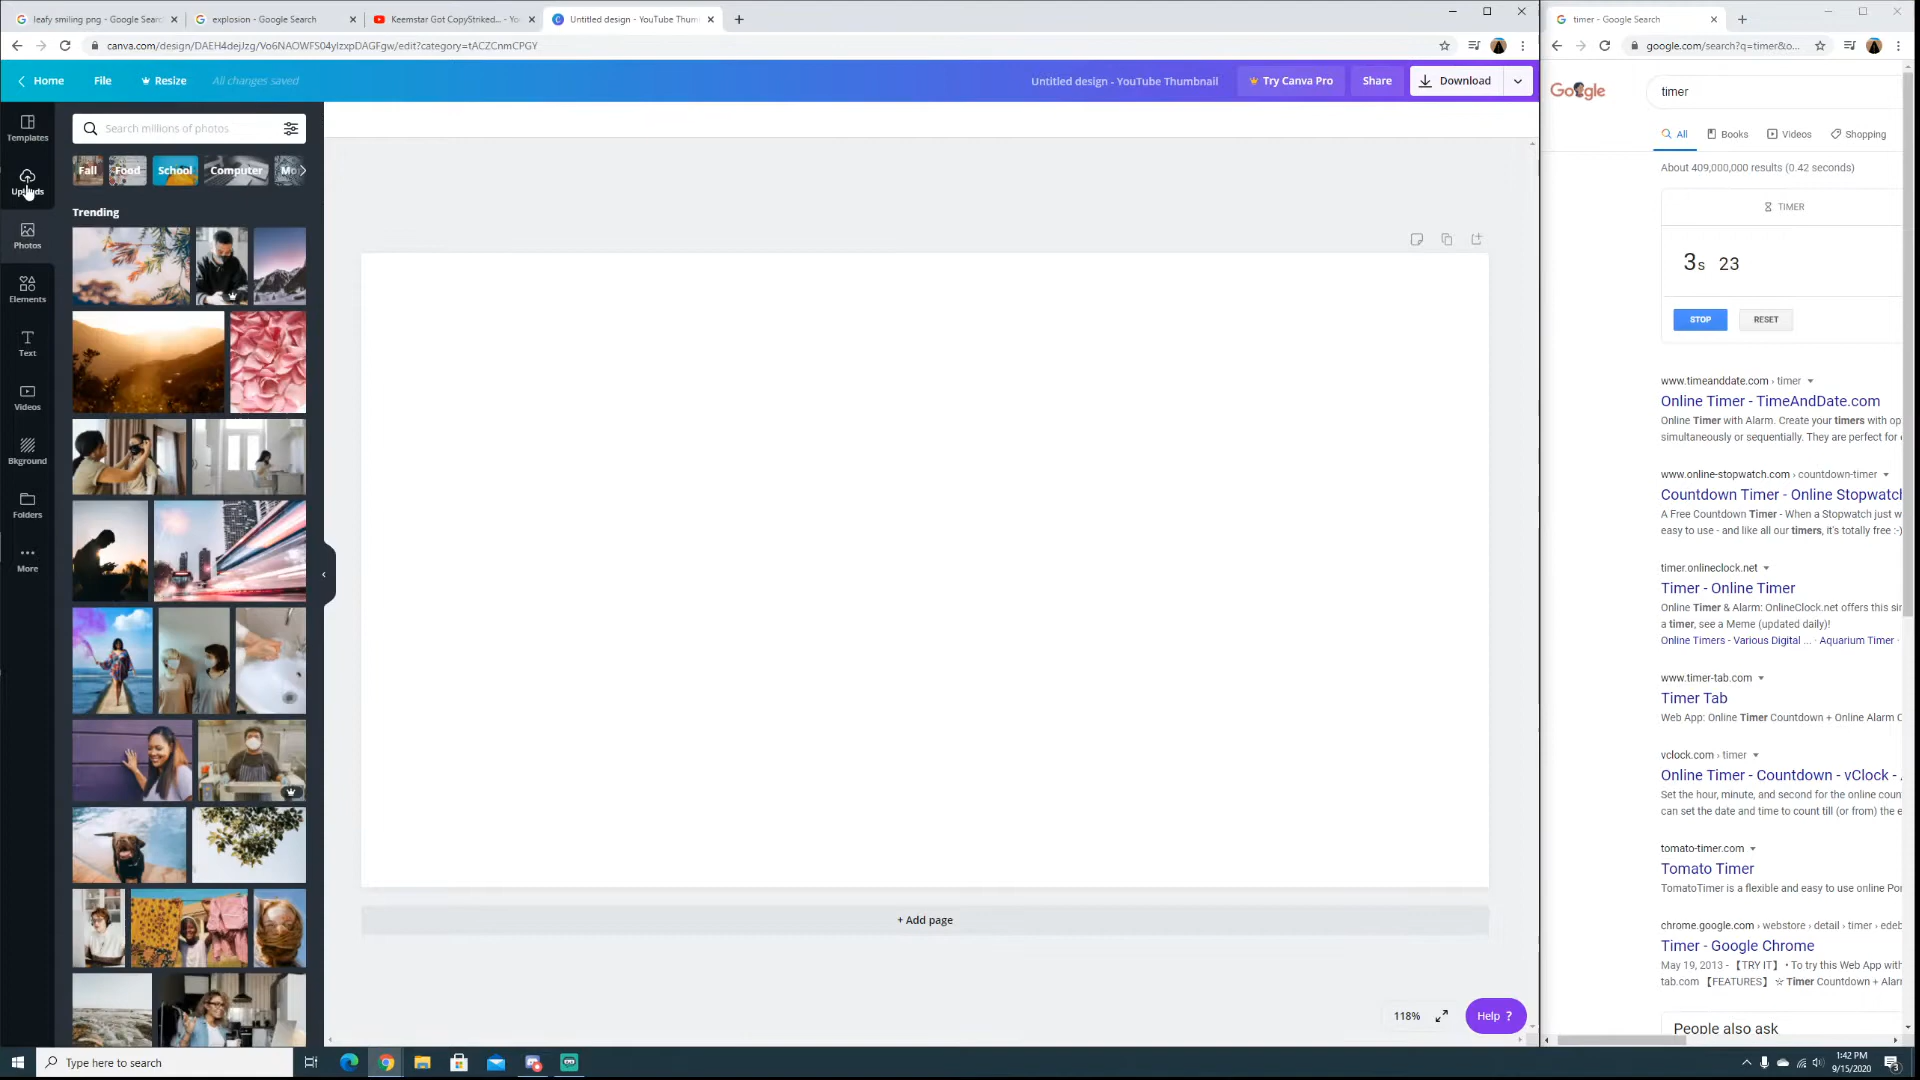 leafy smiling png - Google Searc
explosion - Google Search
Keemstar Got CopyStriked... - Yo
Untitled design - YouTube Thum
timer - Google Search
google.com/search?q=timer&o...
Home
File
Resize
All changes saved
Untitled design - YouTube Thumbnail
Try Canva Pro
Share
Download
Google
timer
Templates
Uploads
Photos
Elements
Text
Videos
Bkground
Folders
More
Search millions of photos
Fall
Food
School
Computer
Mo
Trending
+ Add page
118%
Help ?
All
Books
Videos
Shopping
About 409,000,000 results (0.42 seconds)
TIMER
3s 23
STOP
RESET
www.timeanddate.com › timer
Online Timer - TimeAndDate.com
Online Timer with Alarm. Create your timers with op
simultaneously or sequentially. They are perfect for
www.online-stopwatch.com › countdown-timer
Countdown Timer - Online Stopwatch
A Free Countdown Timer - When a Stopwatch just w
easy to use - and like all our timers, it's totally free :-)
timer.onlineclock.net
Timer - Online Timer
Online Timer & Alarm: OnlineClock.net offers this si
a timer, see a Meme (updated daily)!
Online Timers - Various Digital ... · Aquarium Timer ·
www.timer-tab.com
Timer Tab
Web App: Online Timer Countdown + Online Alarm C
vclock.com › timer
Online Timer - Countdown - vClock -
Set the hour, minute, and second for the online coun
can set the date and time to count till (or from) the e
tomato-timer.com
Tomato Timer
TomatoTimer is a flexible and easy to use online Po
chrome.google.com › webstore › detail › timer › edeb
Timer - Google Chrome
May 19, 2013 - 【TRY IT】 • To try this Web App with
tab.com 【FEATURES】 ☆ Timer Countdown + Alar
People also ask
Type here to search
1:42 PM
9/15/2020
3